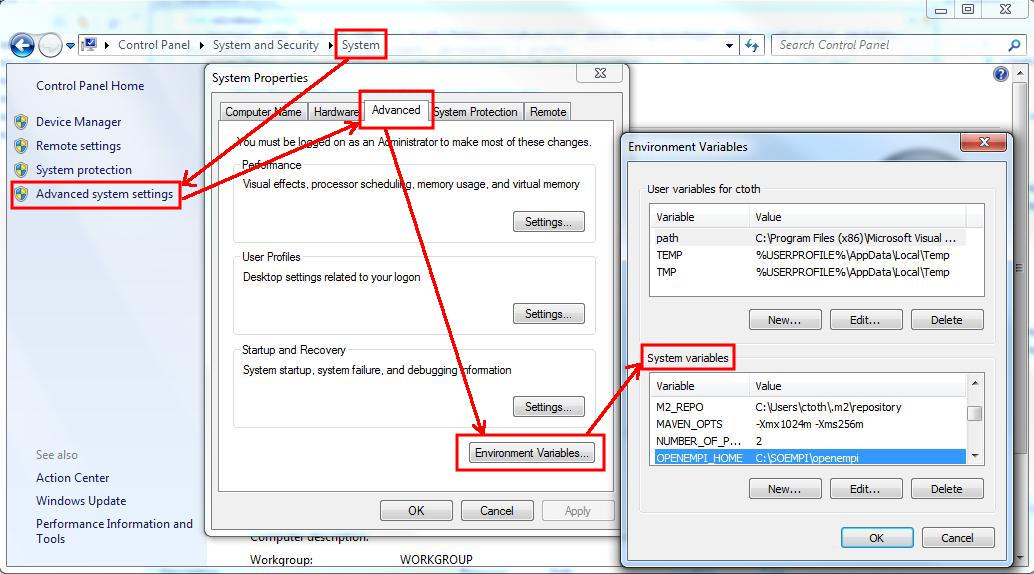 Control Panel System and Security System
Search Control Panel
Control Panel Home
Device Manager
Remote settings
System protection
Advanced system settings
See also
Action Center
Windows Update
Performance Information and
Tools
System Properties
Computer Name Hardware Advanced System Protection Remote
You must be logged on as an Administrator to make most of these changes.
Performance
Visual effects, processor scheduling, memory usage, and virtual memory
Settings...
User Profiles
Desktop settings related to your logon
Settings...
Startup and Recovery
System startup, system failure, and debugging information
Settings...
Environment Variables...
OK Cancel Apply
Computer description:
Workgroup: WORKGROUP
Environment Variables
User variables for ctoth
Variable Value
path C:\Program Files (x86)\Microsoft Visual ...
TEMP %USERPROFILE%\AppData\Local\Temp
TMP %USERPROFILE%\AppData\Local\Temp
New... Edit... Delete
System variables
Variable Value
M2_REPO C:\Users\ctoth\.m2\repository
MAVEN_OPTS -Xmx1024m -Xms256m
NUMBER_OF_P... 2
OPENEMPI_HOME C:\SOEMPI\openempi
New... Edit... Delete
OK Cancel